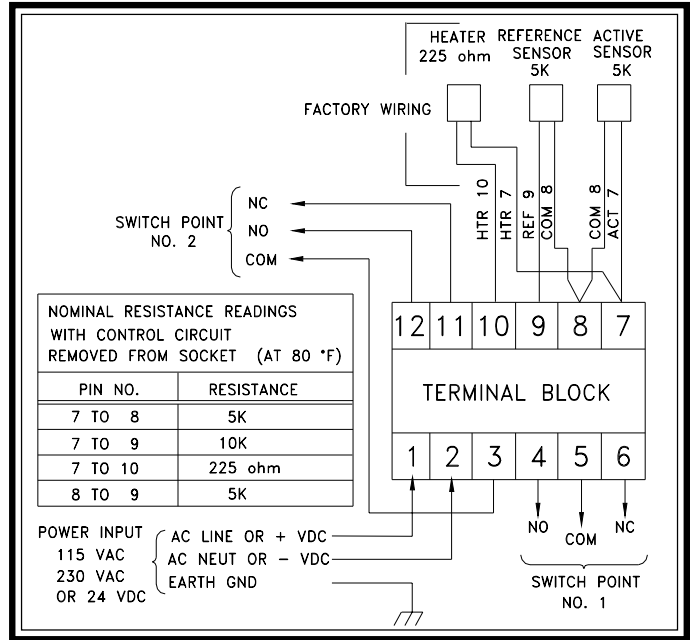 HEATER REFERENCE ACTIVE
225 ohm SENSOR SENSOR
5K 5K
FACTORY WIRING
HTR 10
HTR 7
REF 9
COM 8
COM 8
ACT 7
SWITCH POINT
NO. 2
NC
NO
COM
NOMINAL RESISTANCE READINGS
WITH CONTROL CIRCUIT
REMOVED FROM SOCKET (AT 80 °F)
PIN NO. RESISTANCE
7 TO 8 5K
7 TO 9 10K
7 TO 10 225 ohm
8 TO 9 5K
12 11 10 9 8 7
TERMINAL BLOCK
1 2 3 4 5 6
NO COM NC
SWITCH POINT
NO. 1
POWER INPUT
115 VAC
230 VAC
OR 24 VDC
AC LINE OR + VDC
AC NEUT OR - VDC
EARTH GND